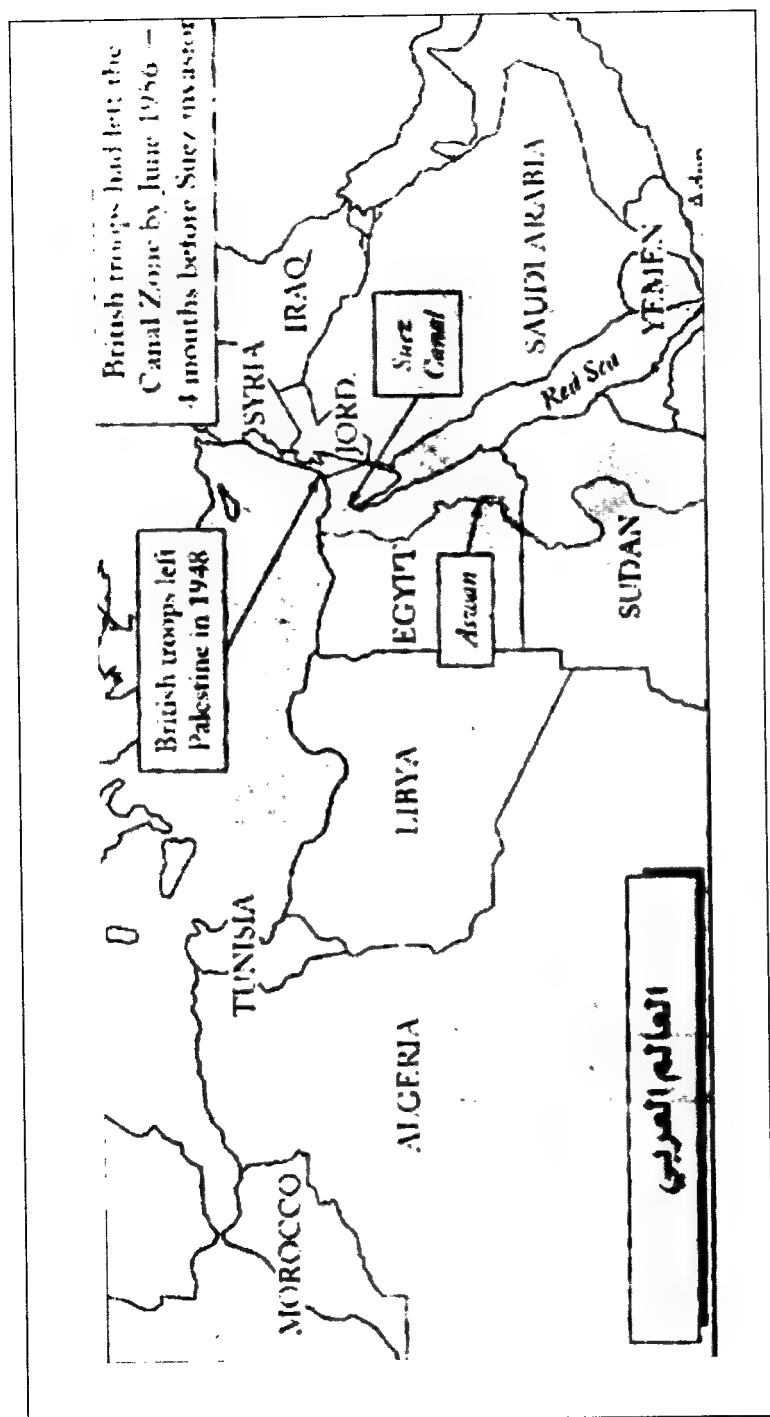 British troops had left the
Canal Zone by June 1956 –
4 months before Suez invasion
British troops left
Palestine in 1948
SYRIA
IRAQ
JORD.
Suez
Canal
TUNISIA
MOROCCO
ALGERIA
LIBYA
EGYPT
Aswan
SAUDI ARABIA
Red Sea
SUDAN
YEMEN
Aden
العالم العربي